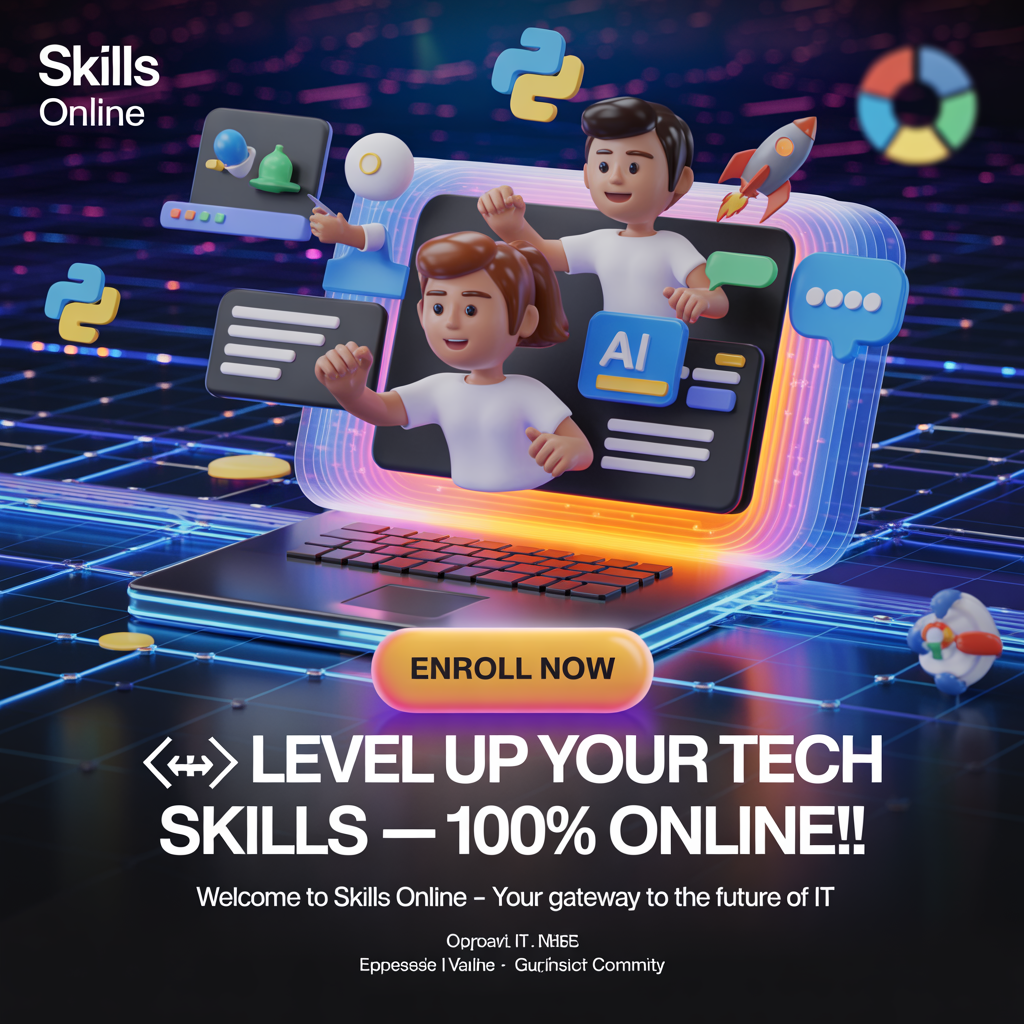 Skills
Online
AI
ENROLL NOW
LEVEL UP YOUR TECH
SKILLS — 100% ONLINE!!
Welcome to Skills Online – Your gateway to the future of IT
IT.